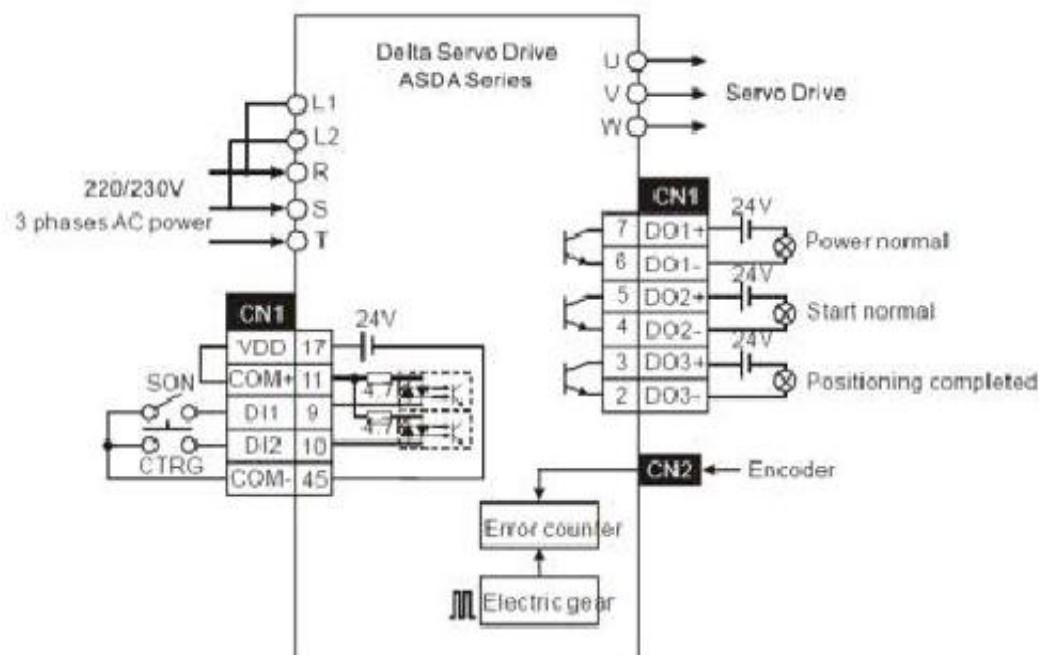 Delta Servo Drive
ASDA Series
L1
L2
R
S
T
220/230V
3 phases AC power
U
V
W
Servo Drive
CN1
7 DO1+ 24V
6 DO1- Power normal
5 DO2+ 24V
4 DO2- Start normal
3 DO3+ 24V
2 DO3- Positioning completed
CN1
VDD 17 24V
COM+ 11
SON
DI1 9
DI2 10
CTRG
COM- 45
4.7
4.7
CN2 Encoder
Error counter
Electric gear